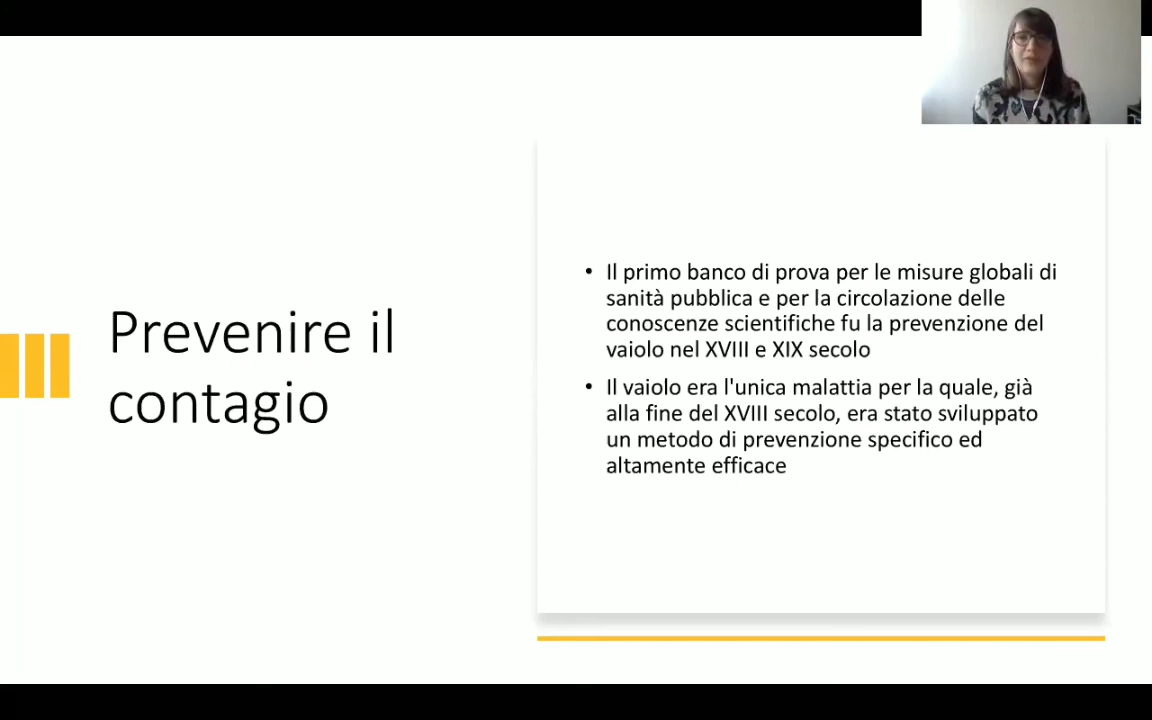 Prevenire il
contagio
• Il primo banco di prova per le misure globali di
sanità pubblica e per la circolazione delle
conoscenze scientifiche fu la prevenzione del
vaiolo nel XVIII e XIX secolo
• Il vaiolo era l'unica malattia per la quale, già
alla fine del XVIII secolo, era stato sviluppato
un metodo di prevenzione specifico ed
altamente efficace